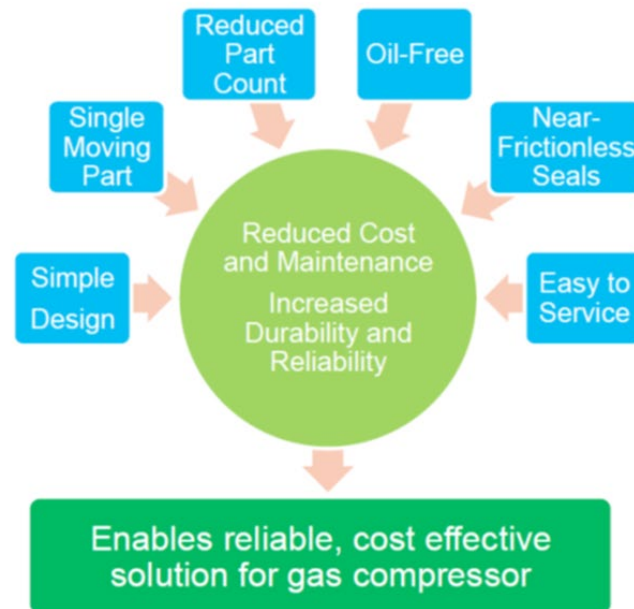 Reduced
Part
Count
Oil-Free
Single
Moving
Part
Near-
Frictionless
Seals
Simple
Design
Easy to
Service
Reduced Cost
and Maintenance
Increased
Durability and
Reliability
Enables reliable, cost effective
solution for gas compressor